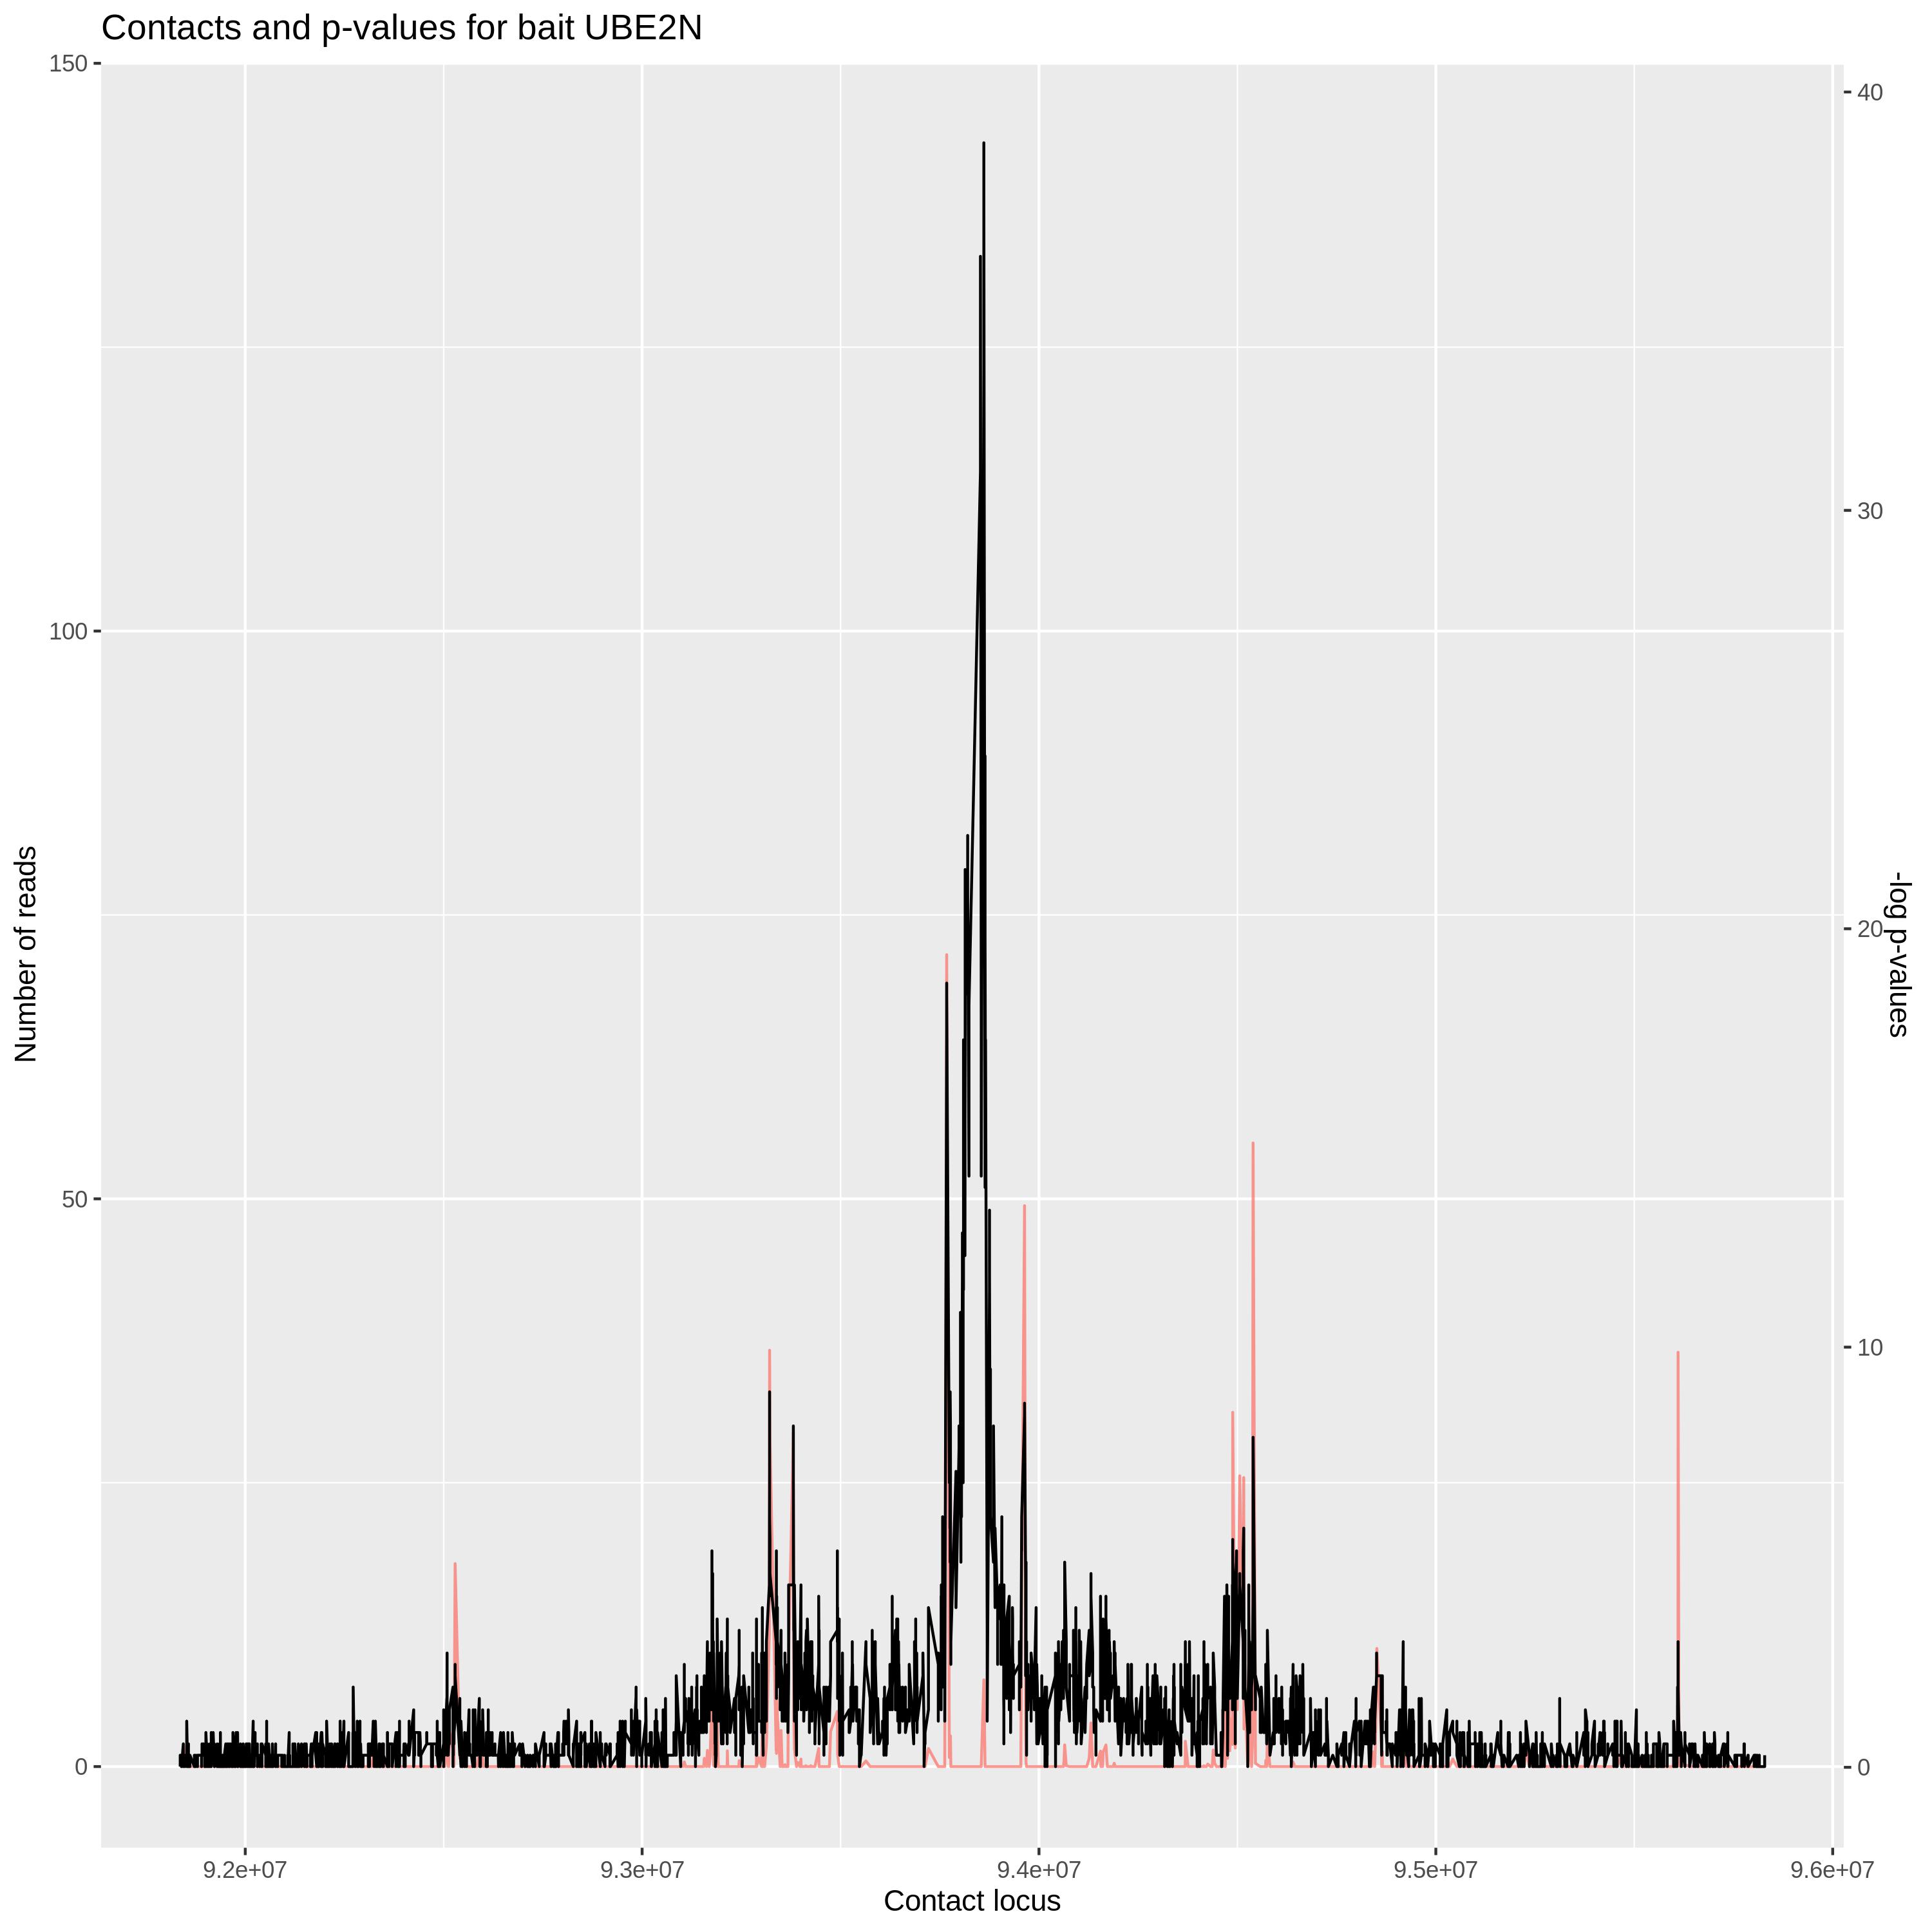 Contacts and p-values for bait UBE2N
150
100
50
0
Number of reads
40
30
20
10
0
-log p-values
9.2e+07 9.3e+07 9.4e+07 9.5e+07 9.6e+07
Contact locus